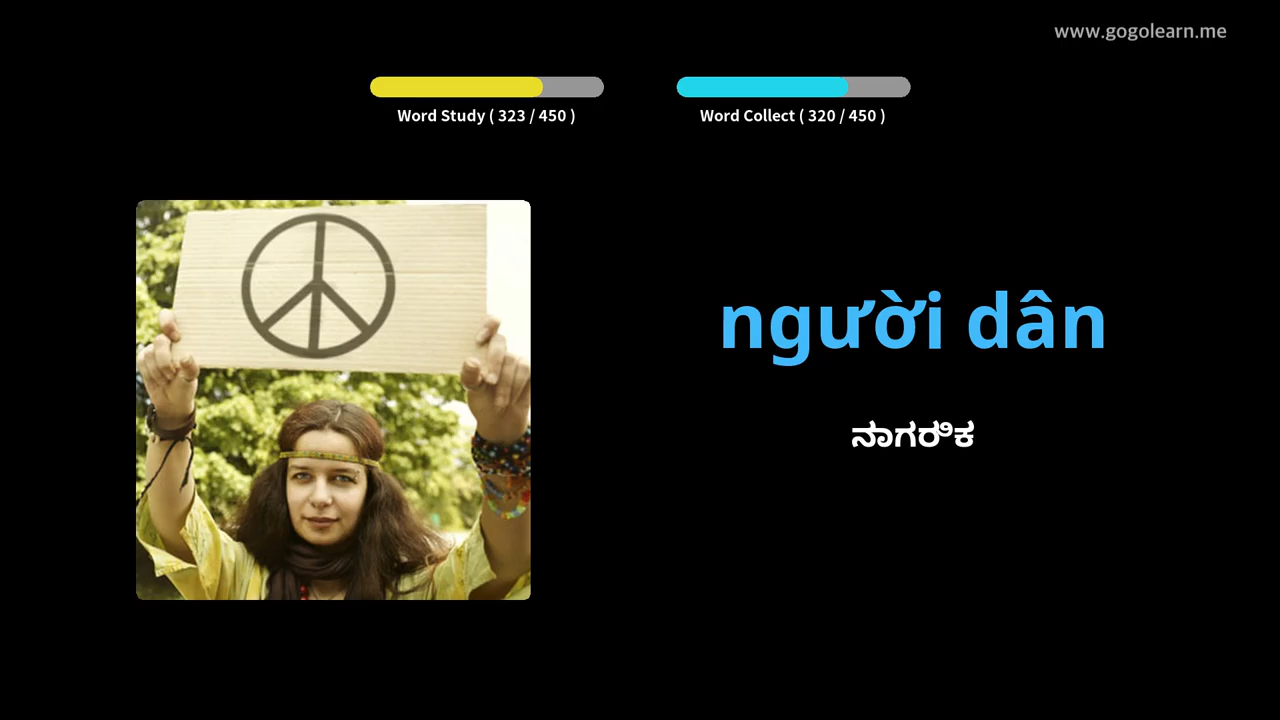 www.gogolearn.me
Word Study ( 323 / 450 )
Word Collect ( 320 / 450 )
người dân
ನಾಗರಿಕ